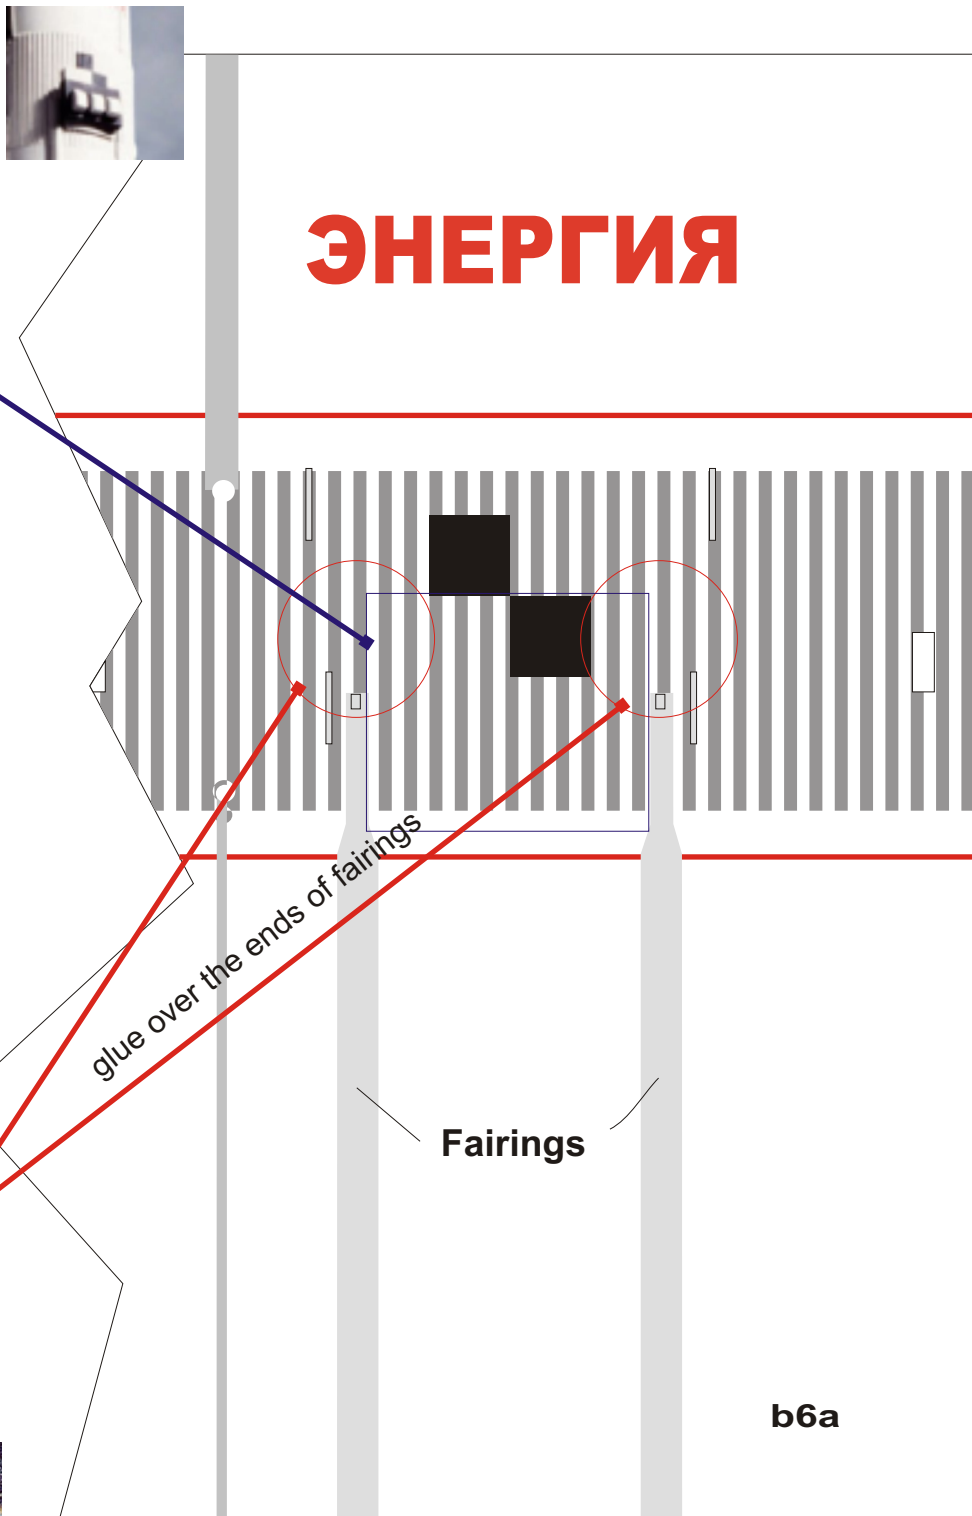 ЭНЕРГИЯ
glue over the ends of fairings
Fairings
b6a